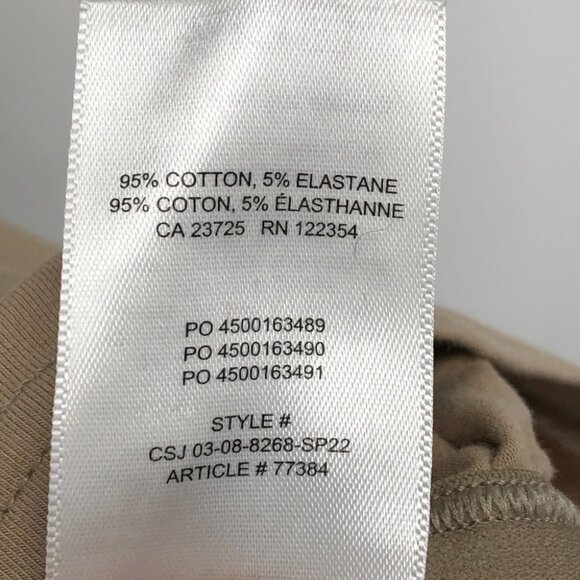 95% COTTON, 5% ELASTANE
95% COTON, 5% ÉLASTHANNE
CA 23725 RN 122354
PO 4500163489
PO 4500163490
PO 4500163491
STYLE #
CSJ 03-08-8268-SP22
ARTICLE # 77384